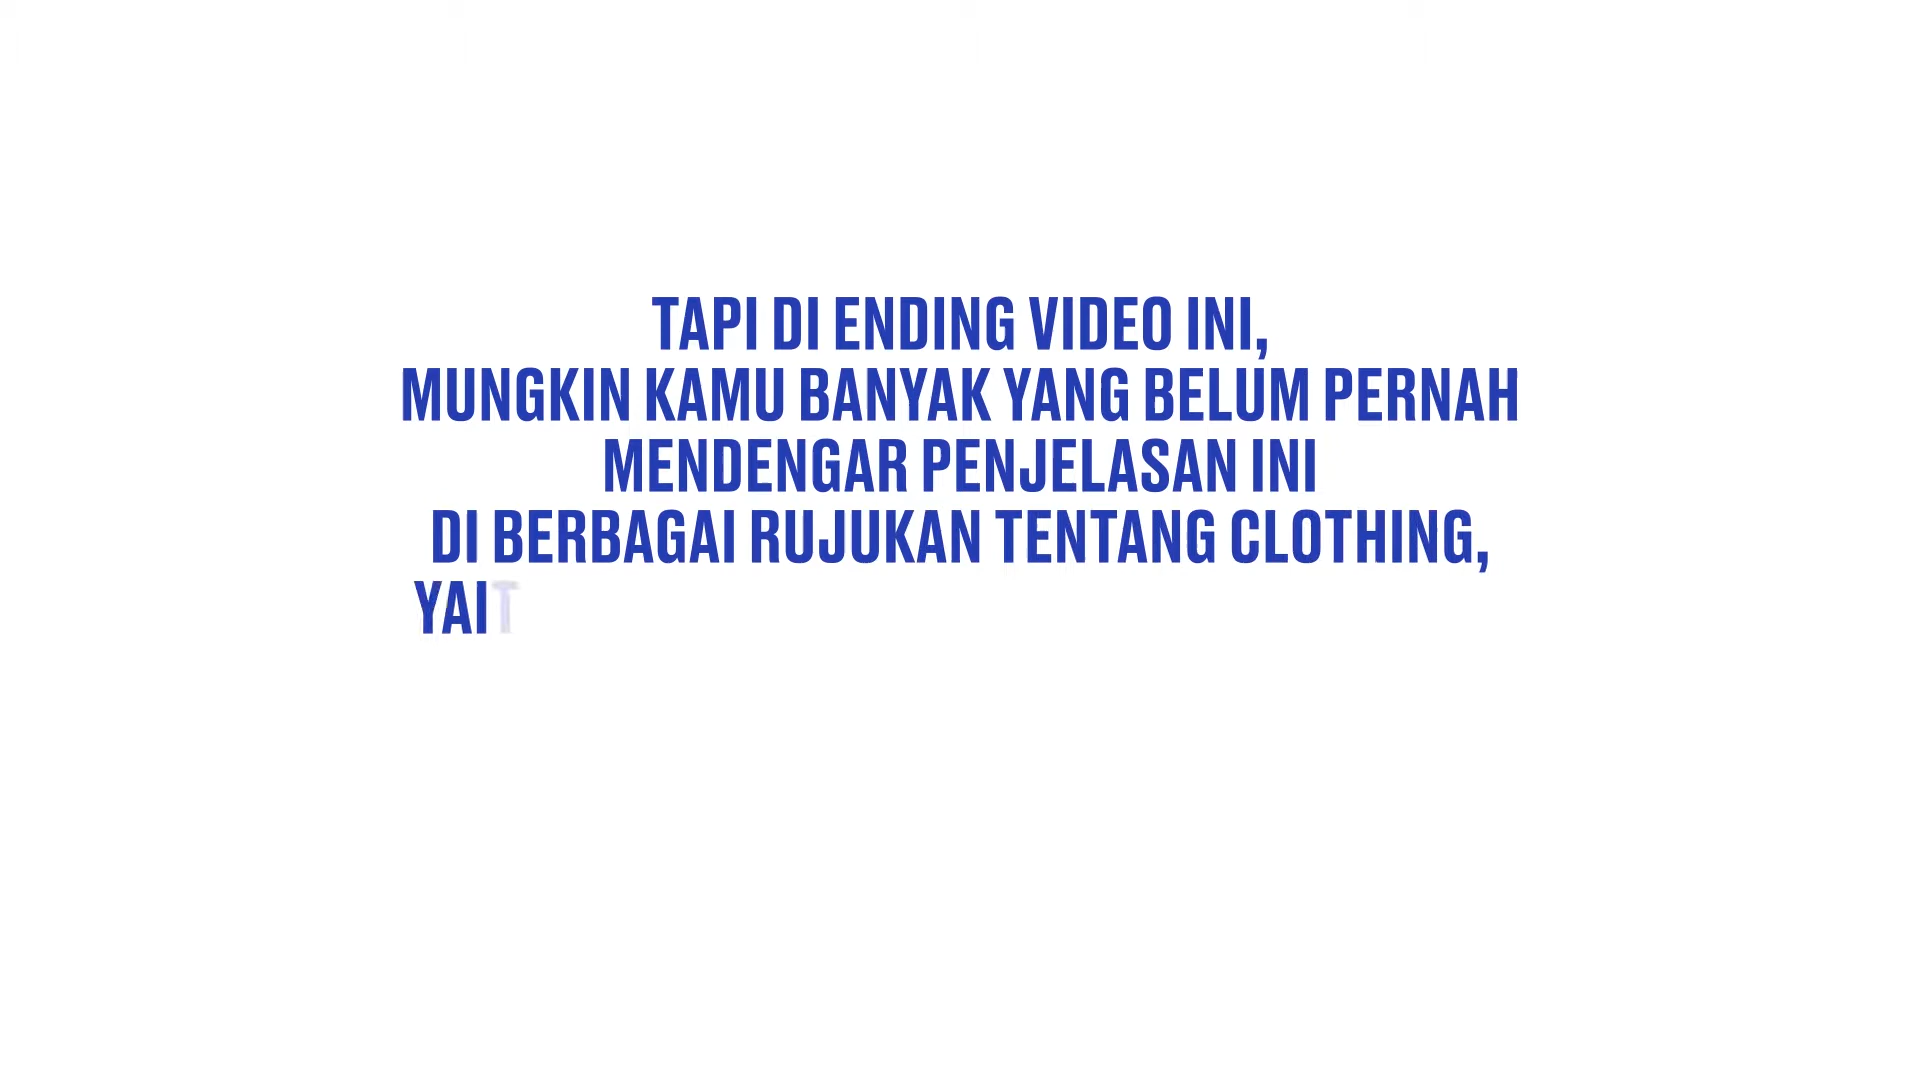 TAPI DI ENDING VIDEO INI,
MUNGKIN KAMU BANYAK YANG BELUM PERNAH
MENDENGAR PENJELASAN INI
DI BERBAGAI RUJUKAN TENTANG CLOTHING,
YAIT